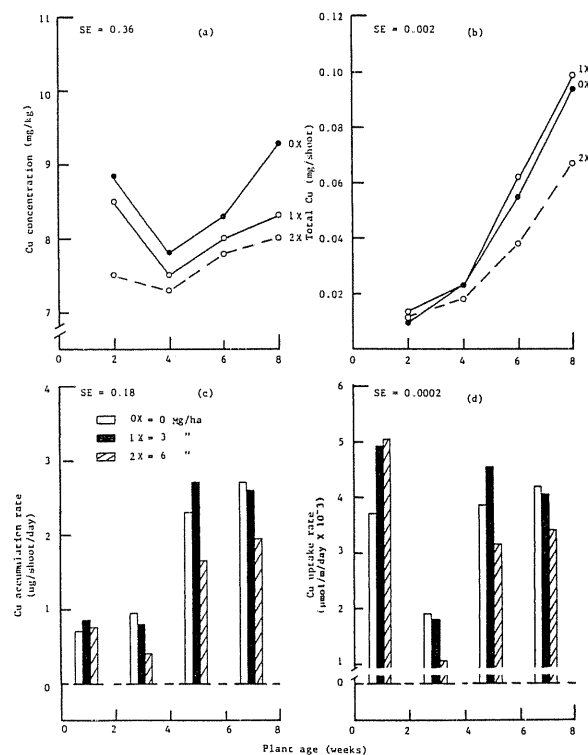 SE = 0.36
(a)
11
10
9
8
7
Cu concentration (mg/kg)
0X
1X
2X
0
2
4
6
8
SE = 0.002
(b)
0.12
0.10
0.08
0.06
0.04
0.02
Total Cu (mg/shoot)
1X
0X
2X
0
2
4
6
8
SE = 0.18
(c)
0X = 0 Mg/ha
1X = 3 "
2X = 6 "
4
3
2
1
0
Cu accumulation rate
(ug/shoot/day)
0
2
4
6
8
SE = 0.0002
(d)
6
5
4
3
2
1
0
Cu uptake rate
(µmol/m/day X 10⁻³)
0
2
4
6
8
Plant age (weeks)